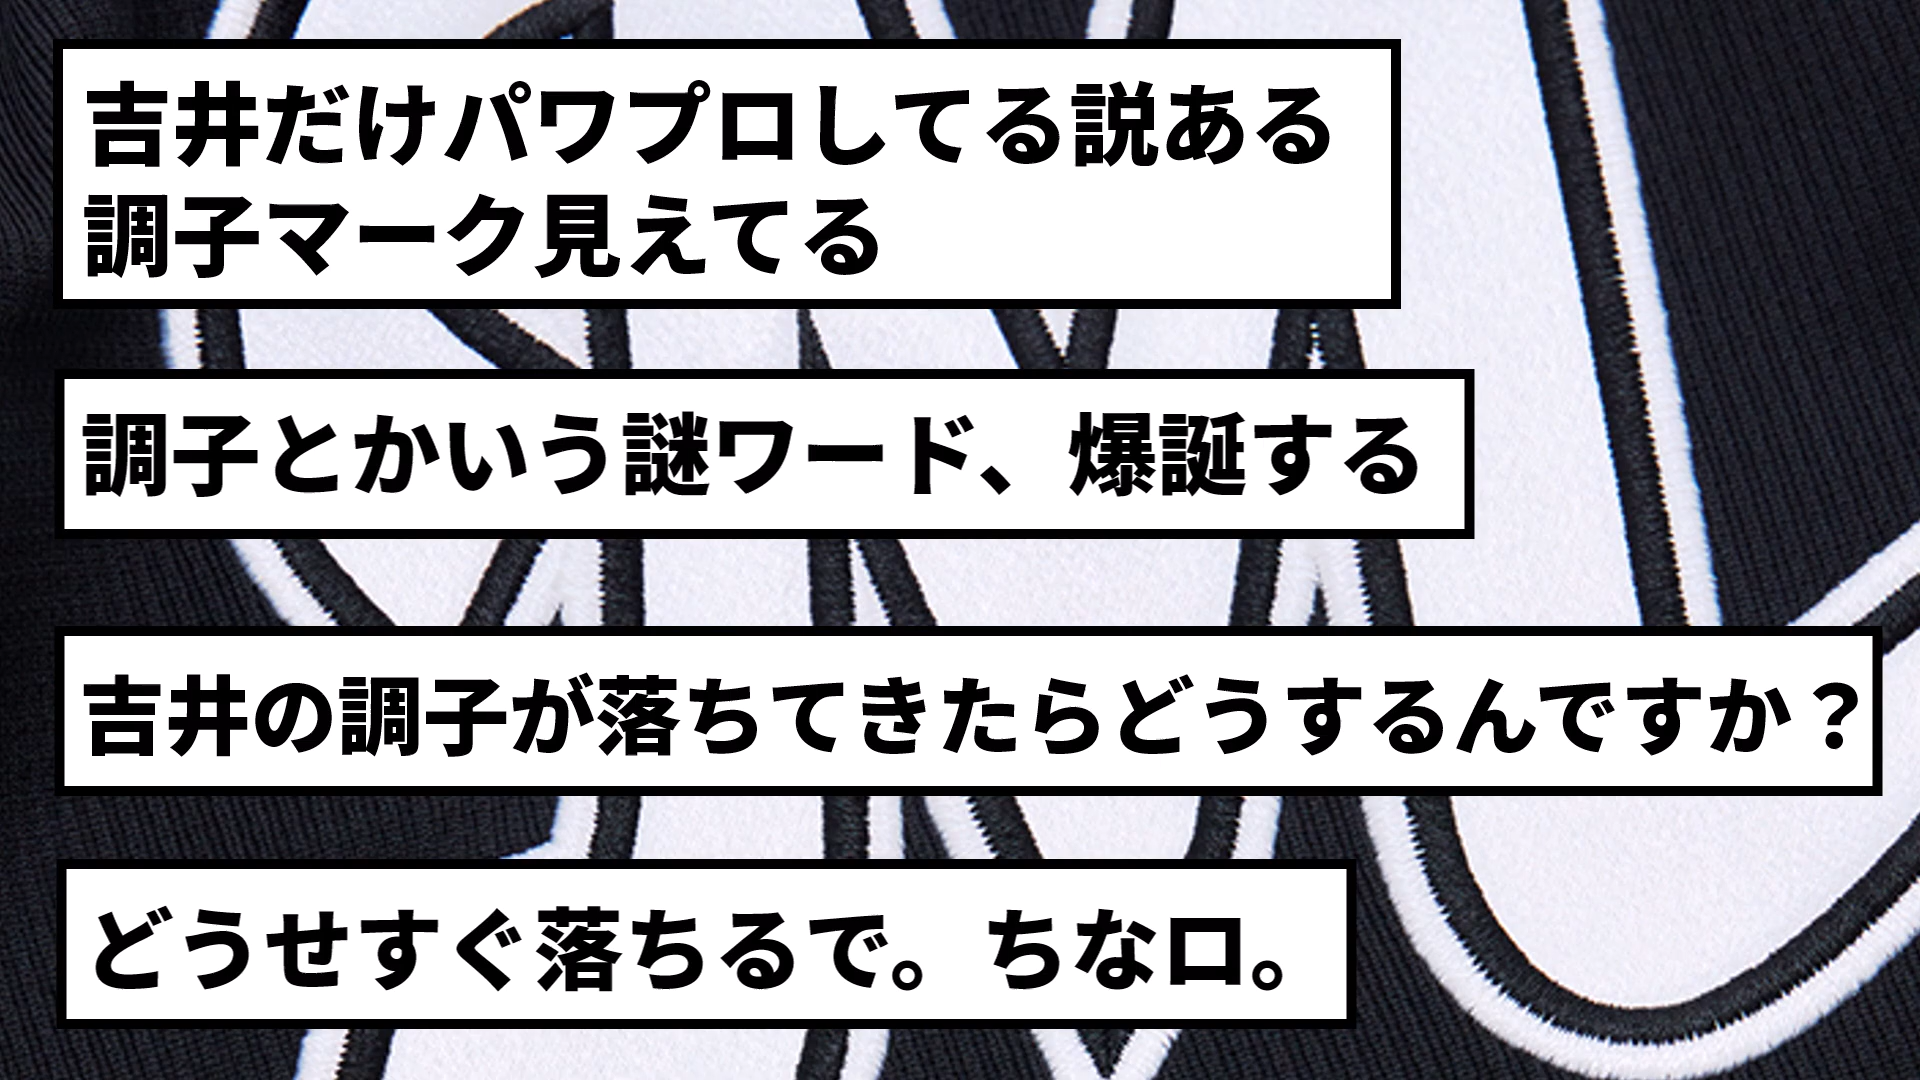 吉井だけパワプロしてる説ある
調子マーク見えてる
調子とかいう謎ワード、爆誕する
吉井の調子が落ちてきたらどうするんですか？
どうせすぐ落ちるで。ちなロ。